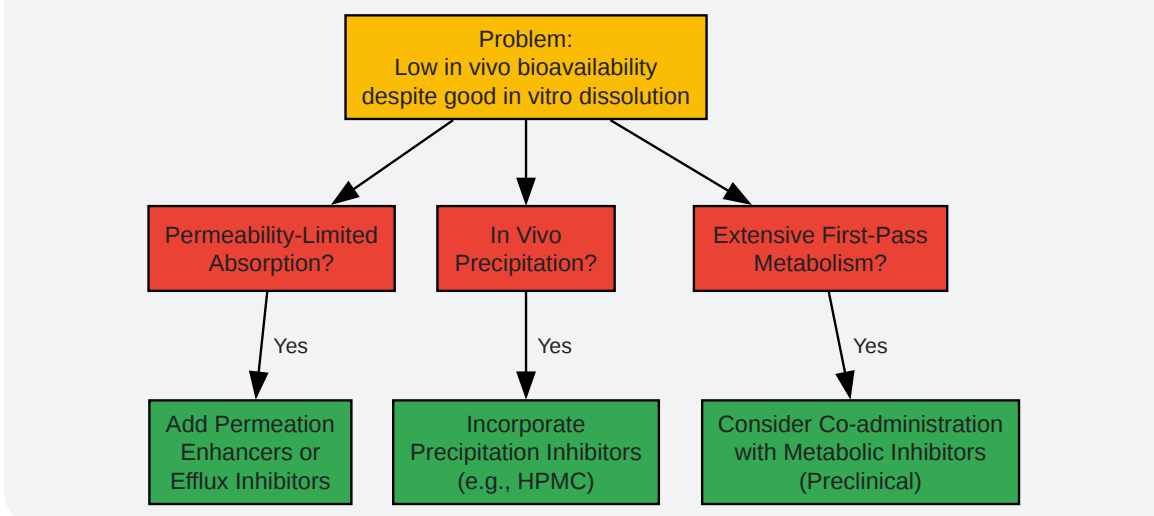 Problem:
Low in vivo bioavailability
despite good in vitro dissolution
Permeability-Limited
Absorption?
In Vivo
Precipitation?
Extensive First-Pass
Metabolism?
Yes
Yes
Yes
Add Permeation
Enhancers or
Efflux Inhibitors
Incorporate
Precipitation Inhibitors
(e.g., HPMC)
Consider Co-administration
with Metabolic Inhibitors
(Preclinical)